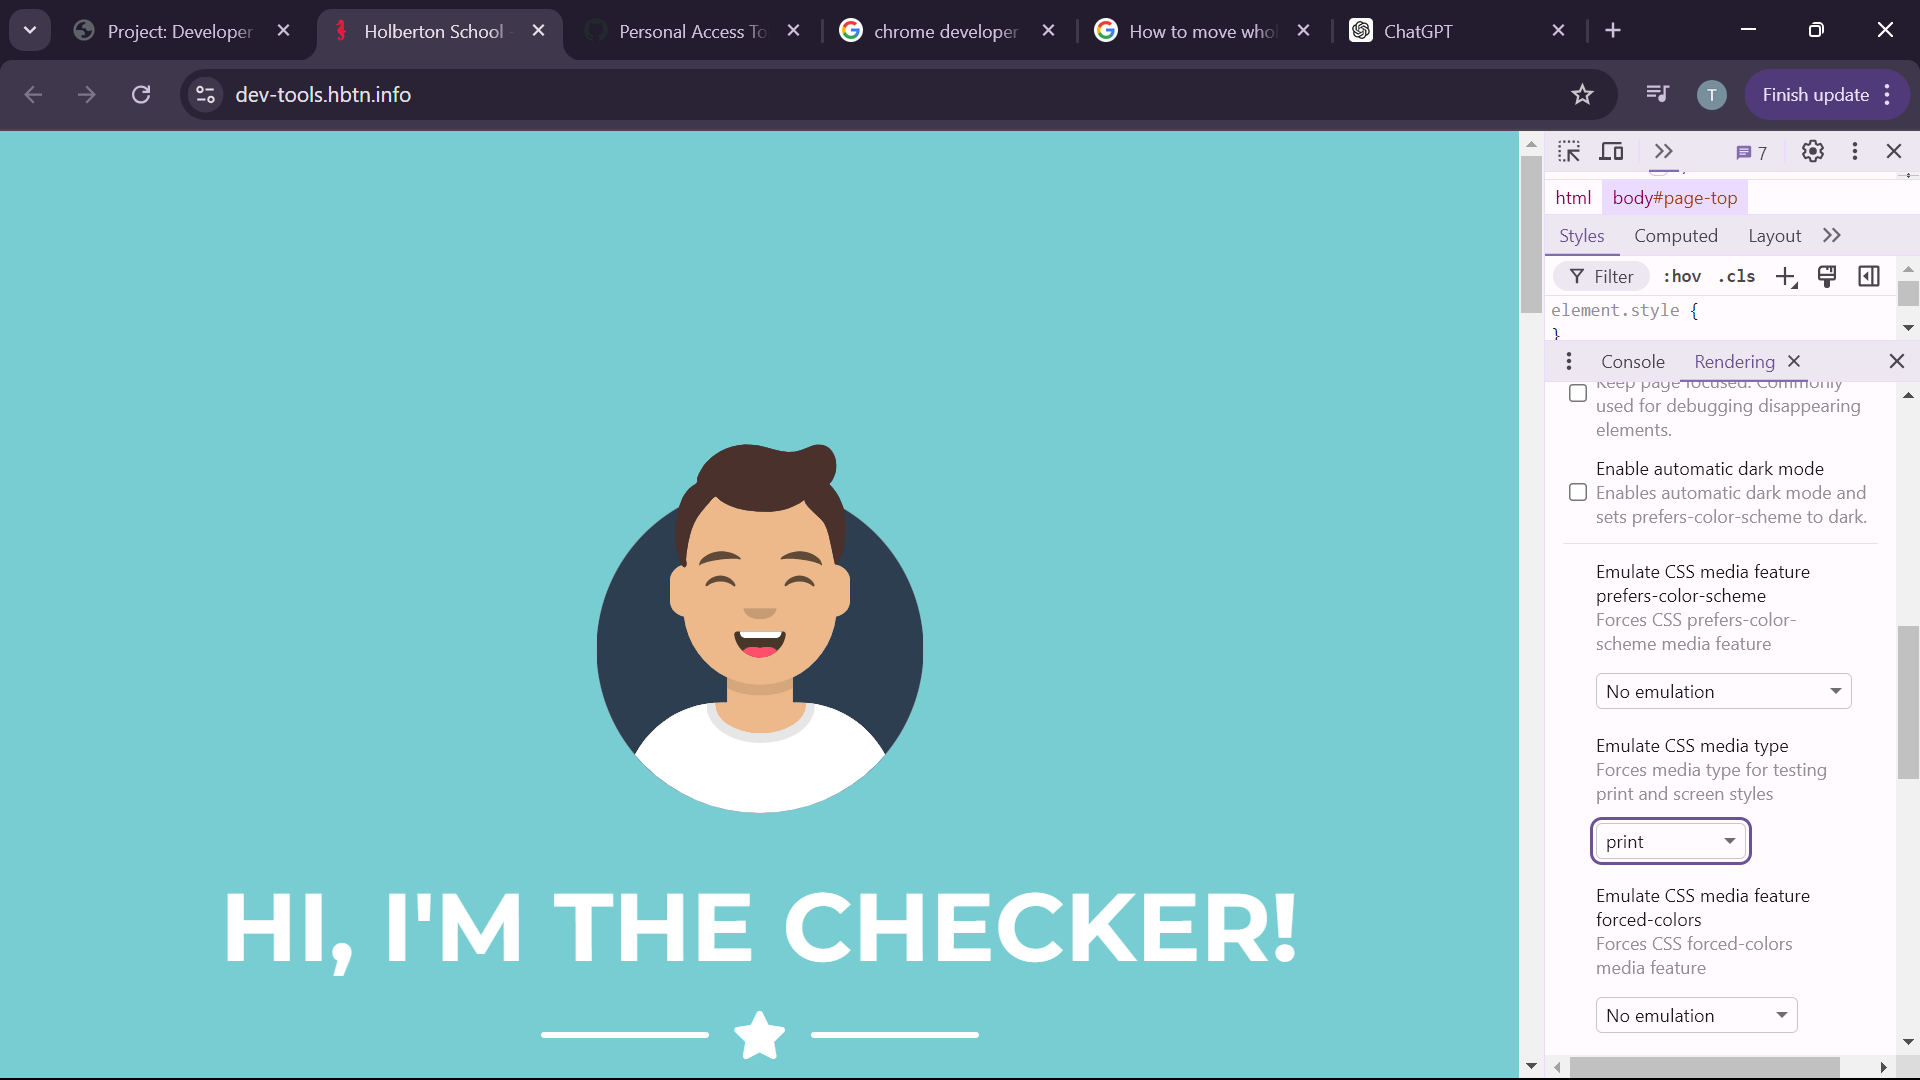 Project: Developer
Holberton School -
Personal Access To
chrome developer
How to move whol
ChatGPT
dev-tools.hbtn.info
T
Finish update
7
html
body#page-top
Styles
Computed
Layout
Filter
:hov
.cls
element.style {
}
Console
Rendering
Keep page focused. Commonly
used for debugging disappearing
elements.
Enable automatic dark mode
Enables automatic dark mode and
sets prefers-color-scheme to dark.
Emulate CSS media feature
prefers-color-scheme
Forces CSS prefers-color-
scheme media feature
No emulation
Emulate CSS media type
Forces media type for testing
print and screen styles
print
Emulate CSS media feature
forced-colors
Forces CSS forced-colors
media feature
No emulation
HI, I'M THE CHECKER!